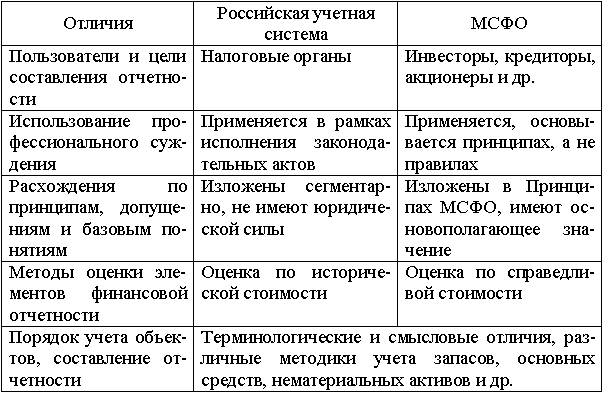 Отличия
Российская учетная
система
МСФО
Пользователи и цели
составления отчетно-
сти
Налоговые органы
Инвесторы, кредиторы,
акционеры и др.
Использование про-
фессионального суж-
дения
Применяется в рамках
исполнения законода-
тельных актов
Применяется, основы-
вается принципах, а не
правилах
Расхождения по
принципам, допуще-
ниям и базовым по-
нятиям
Изложены сегментар-
но, не имеют юридиче-
ской силы
Изложены в Принци-
пах МСФО, имеют ос-
новополагающее зна-
чение
Методы оценки эле-
ментов финансовой
отчетности
Оценка по историче-
ской стоимости
Оценка по справедли-
вой стоимости
Порядок учета объек-
тов, составление от-
четности
Терминологические и смысловые отличия, раз-
личные методики учета запасов, основных
средств, нематериальных активов и др.